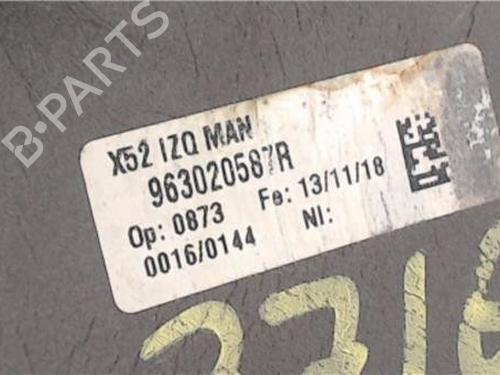 B-PARTS
X52 IZQ MAN
963020587R
Op: 0873 Fe: 13/11/18
0016/0144 NI: